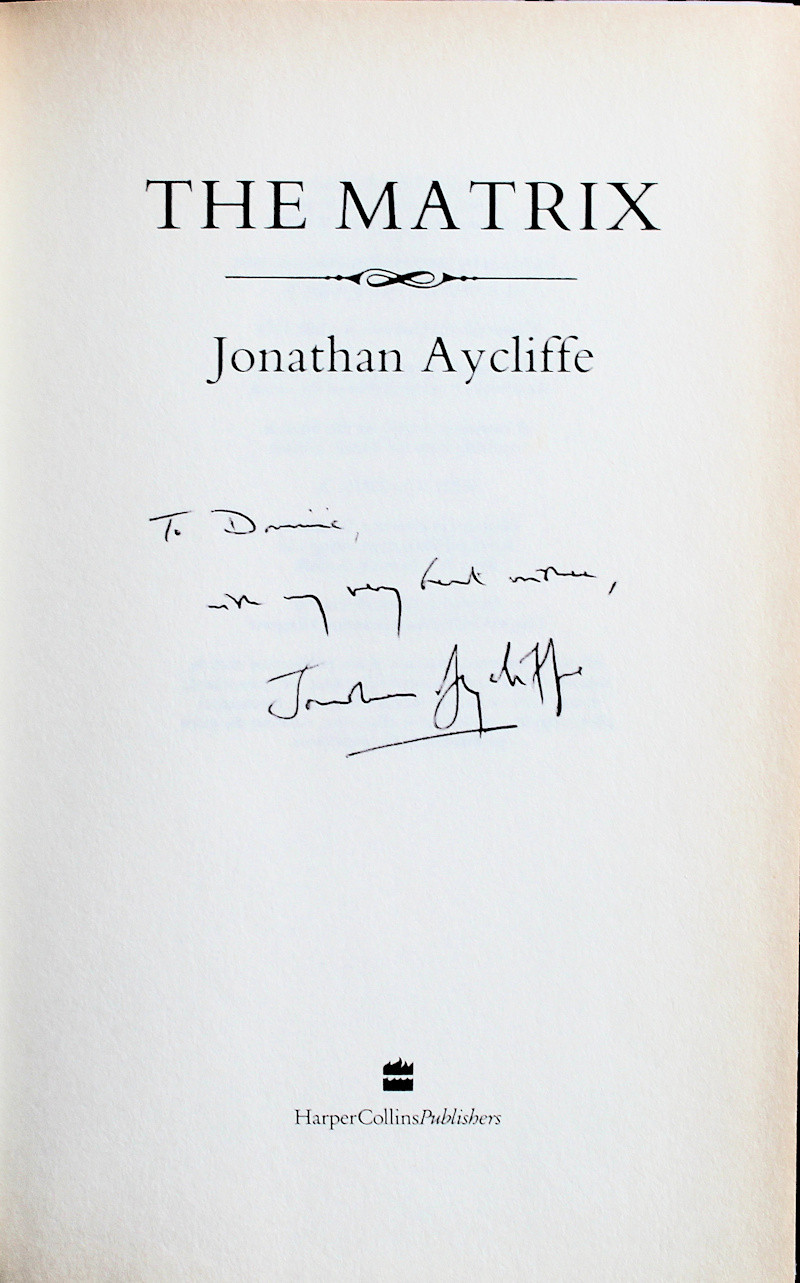 THE MATRIX
Jonathan Aycliffe
To Dominic,
with my very best wishes,
Jonathan Aycliffe
HarperCollinsPublishers